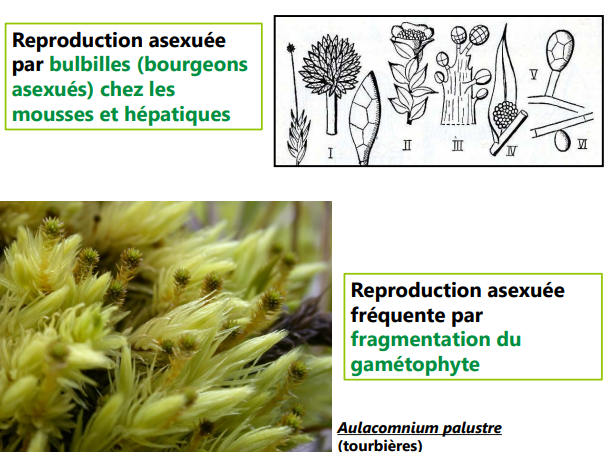 Reproduction asexuée
par bulbilles (bourgeons
asexués) chez les
mousses et hépatiques
I
II
iii
IV
V
VI
Reproduction asexuée
fréquente par
fragmentation du
gamétophyte
Aulacomnium palustre
(tourbières)